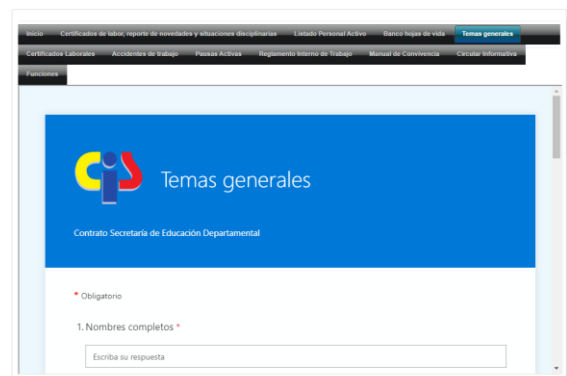 Inicio Certificados de labor, reporte de novedades y situaciones disciplinarias Listado Personal Activo Banco hojas de vida Temas generales
Certificados Laborales Accidentes de trabajo Pausas Activas Reglamento Interno de Trabajo Manual de Convivencia Circular Informativa
Funciones
cis
Temas generales
Contrato Secretaría de Educación Departamental
* Obligatorio
1. Nombres completos *
Escriba su respuesta